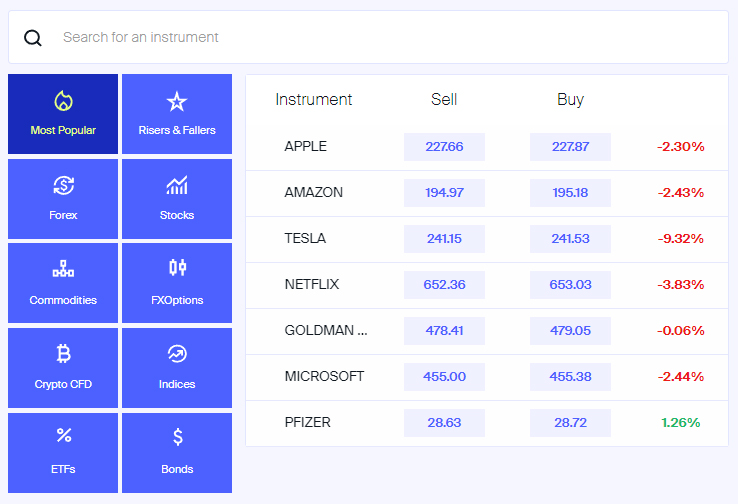 Search for an instrument
Most Popular
Risers & Fallers
Forex
Stocks
Commodities
FXOptions
Crypto CFD
Indices
ETFs
Bonds
Instrument Sell Buy
APPLE 227.66 227.87 -2.30%
AMAZON 194.97 195.18 -2.43%
TESLA 241.15 241.53 -9.32%
NETFLIX 652.36 653.03 -3.83%
GOLDMAN ... 478.41 479.05 -0.06%
MICROSOFT 455.00 455.38 -2.44%
PFIZER 28.63 28.72 1.26%